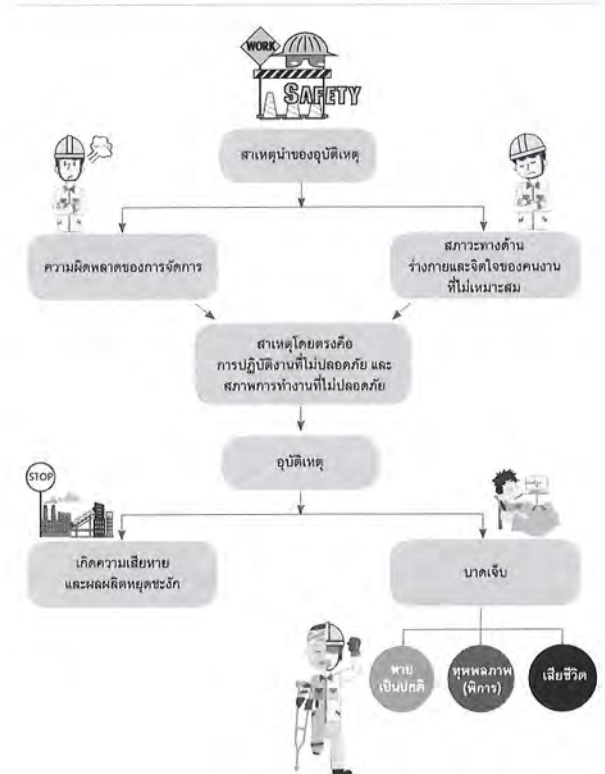 WORK
SAFETY
สาเหตุนำของอุบัติเหตุ
ความผิดพลาดของการจัดการ
สภาวะทางด้าน
ร่างกายและจิตใจของคนงาน
ที่ไม่เหมาะสม
สาเหตุโดยตรงคือ
การปฏิบัติงานที่ไม่ปลอดภัย และ
สภาพการทำงานที่ไม่ปลอดภัย
อุบัติเหตุ
STOP
เกิดความเสียหาย
และผลผลิตหยุดชะงัก
บาดเจ็บ
หาย
เป็นปกติ
ทุพพลภาพ
(พิการ)
เสียชีวิต